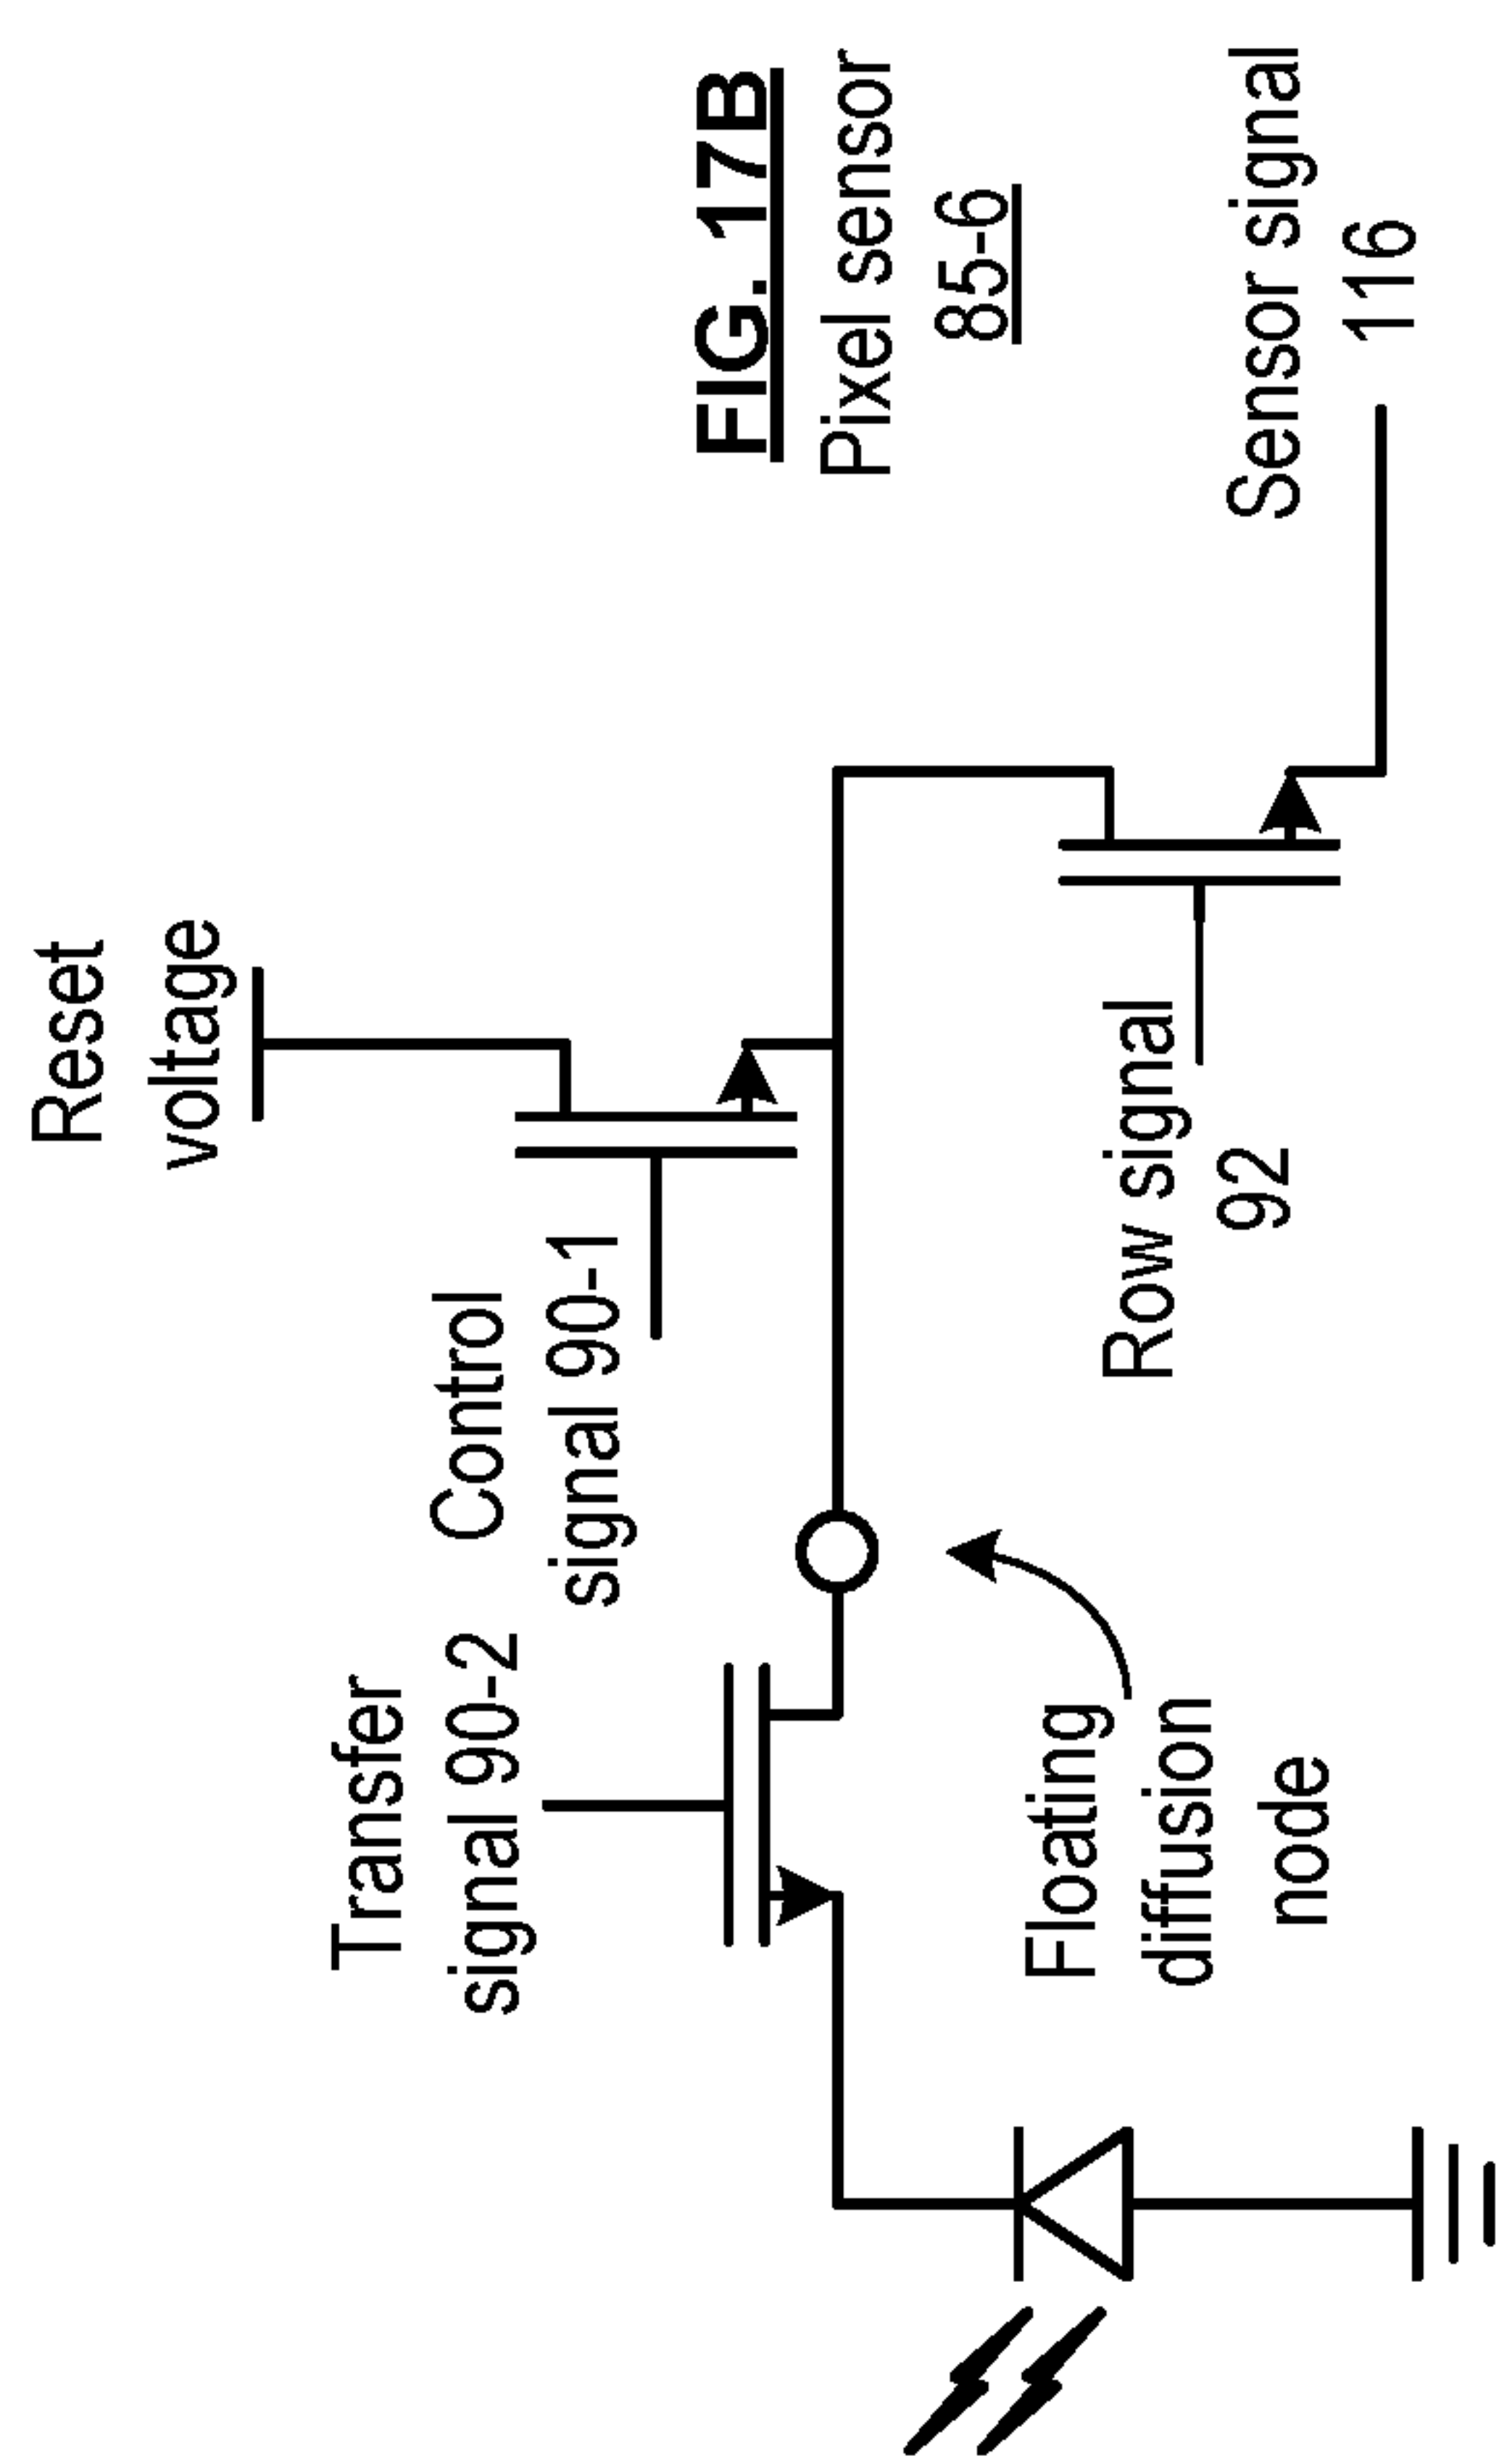 Reset
voltage
Transfer
signal 90-2
Control
signal 90-1
FIG. 17B
Pixel sensor
85-6
Floating
diffusion
node
Row signal
92
Sensor signal
116